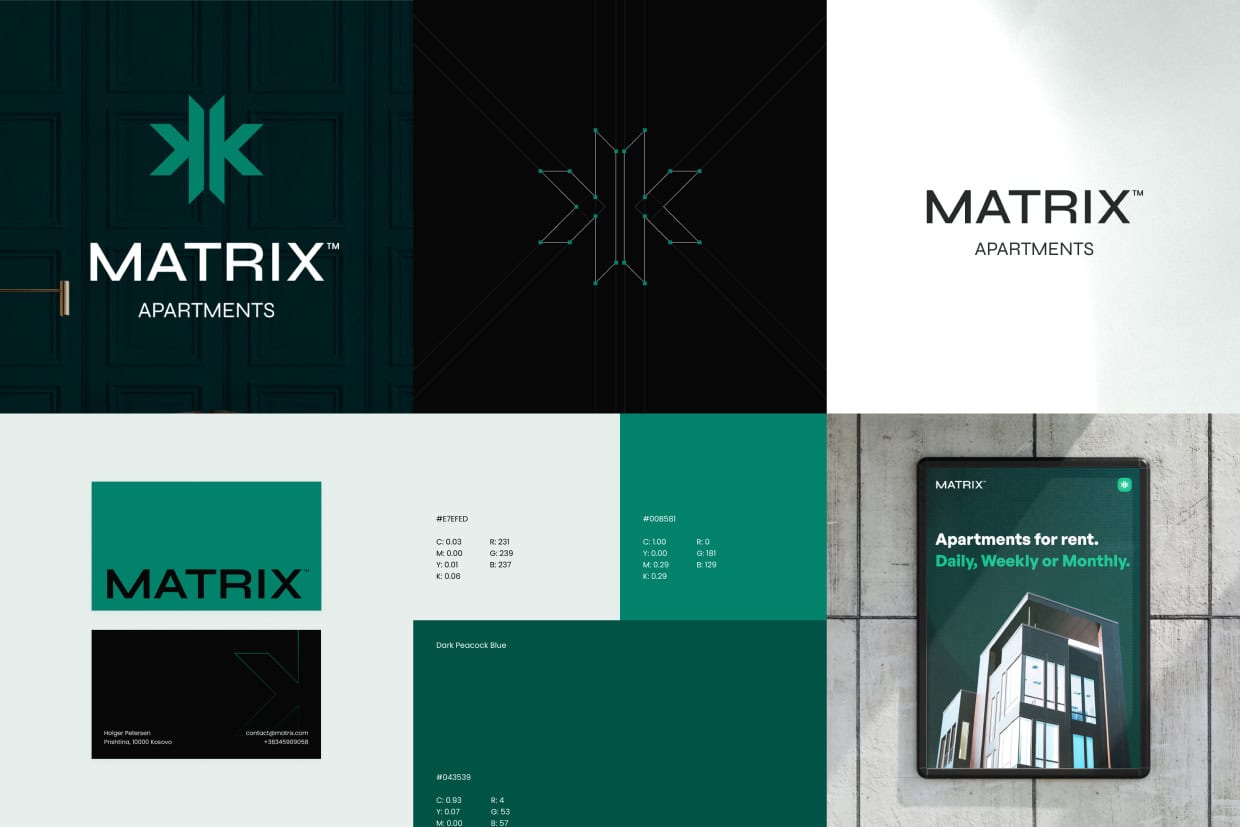 MATRIX™
APARTMENTS
MATRIX™
APARTMENTS
MATRIX™
Holger Petersen
Prishtina, 10000 Kosovo
contact@matrix.com
+38345909058
#E7EFED
C: 0.03 R: 231
M: 0.00 G: 239
Y: 0.01 B: 237
K: 0.06
#008581
C: 1.00 R: 0
Y: 0.00 G: 181
M: 0.29 B: 129
K: 0.29
Dark Peacock Blue
#043539
C: 0.93 R: 4
Y: 0.07 G: 53
M: 0.00 B: 57
MATRIX™
Apartments for rent.
Daily, Weekly or Monthly.